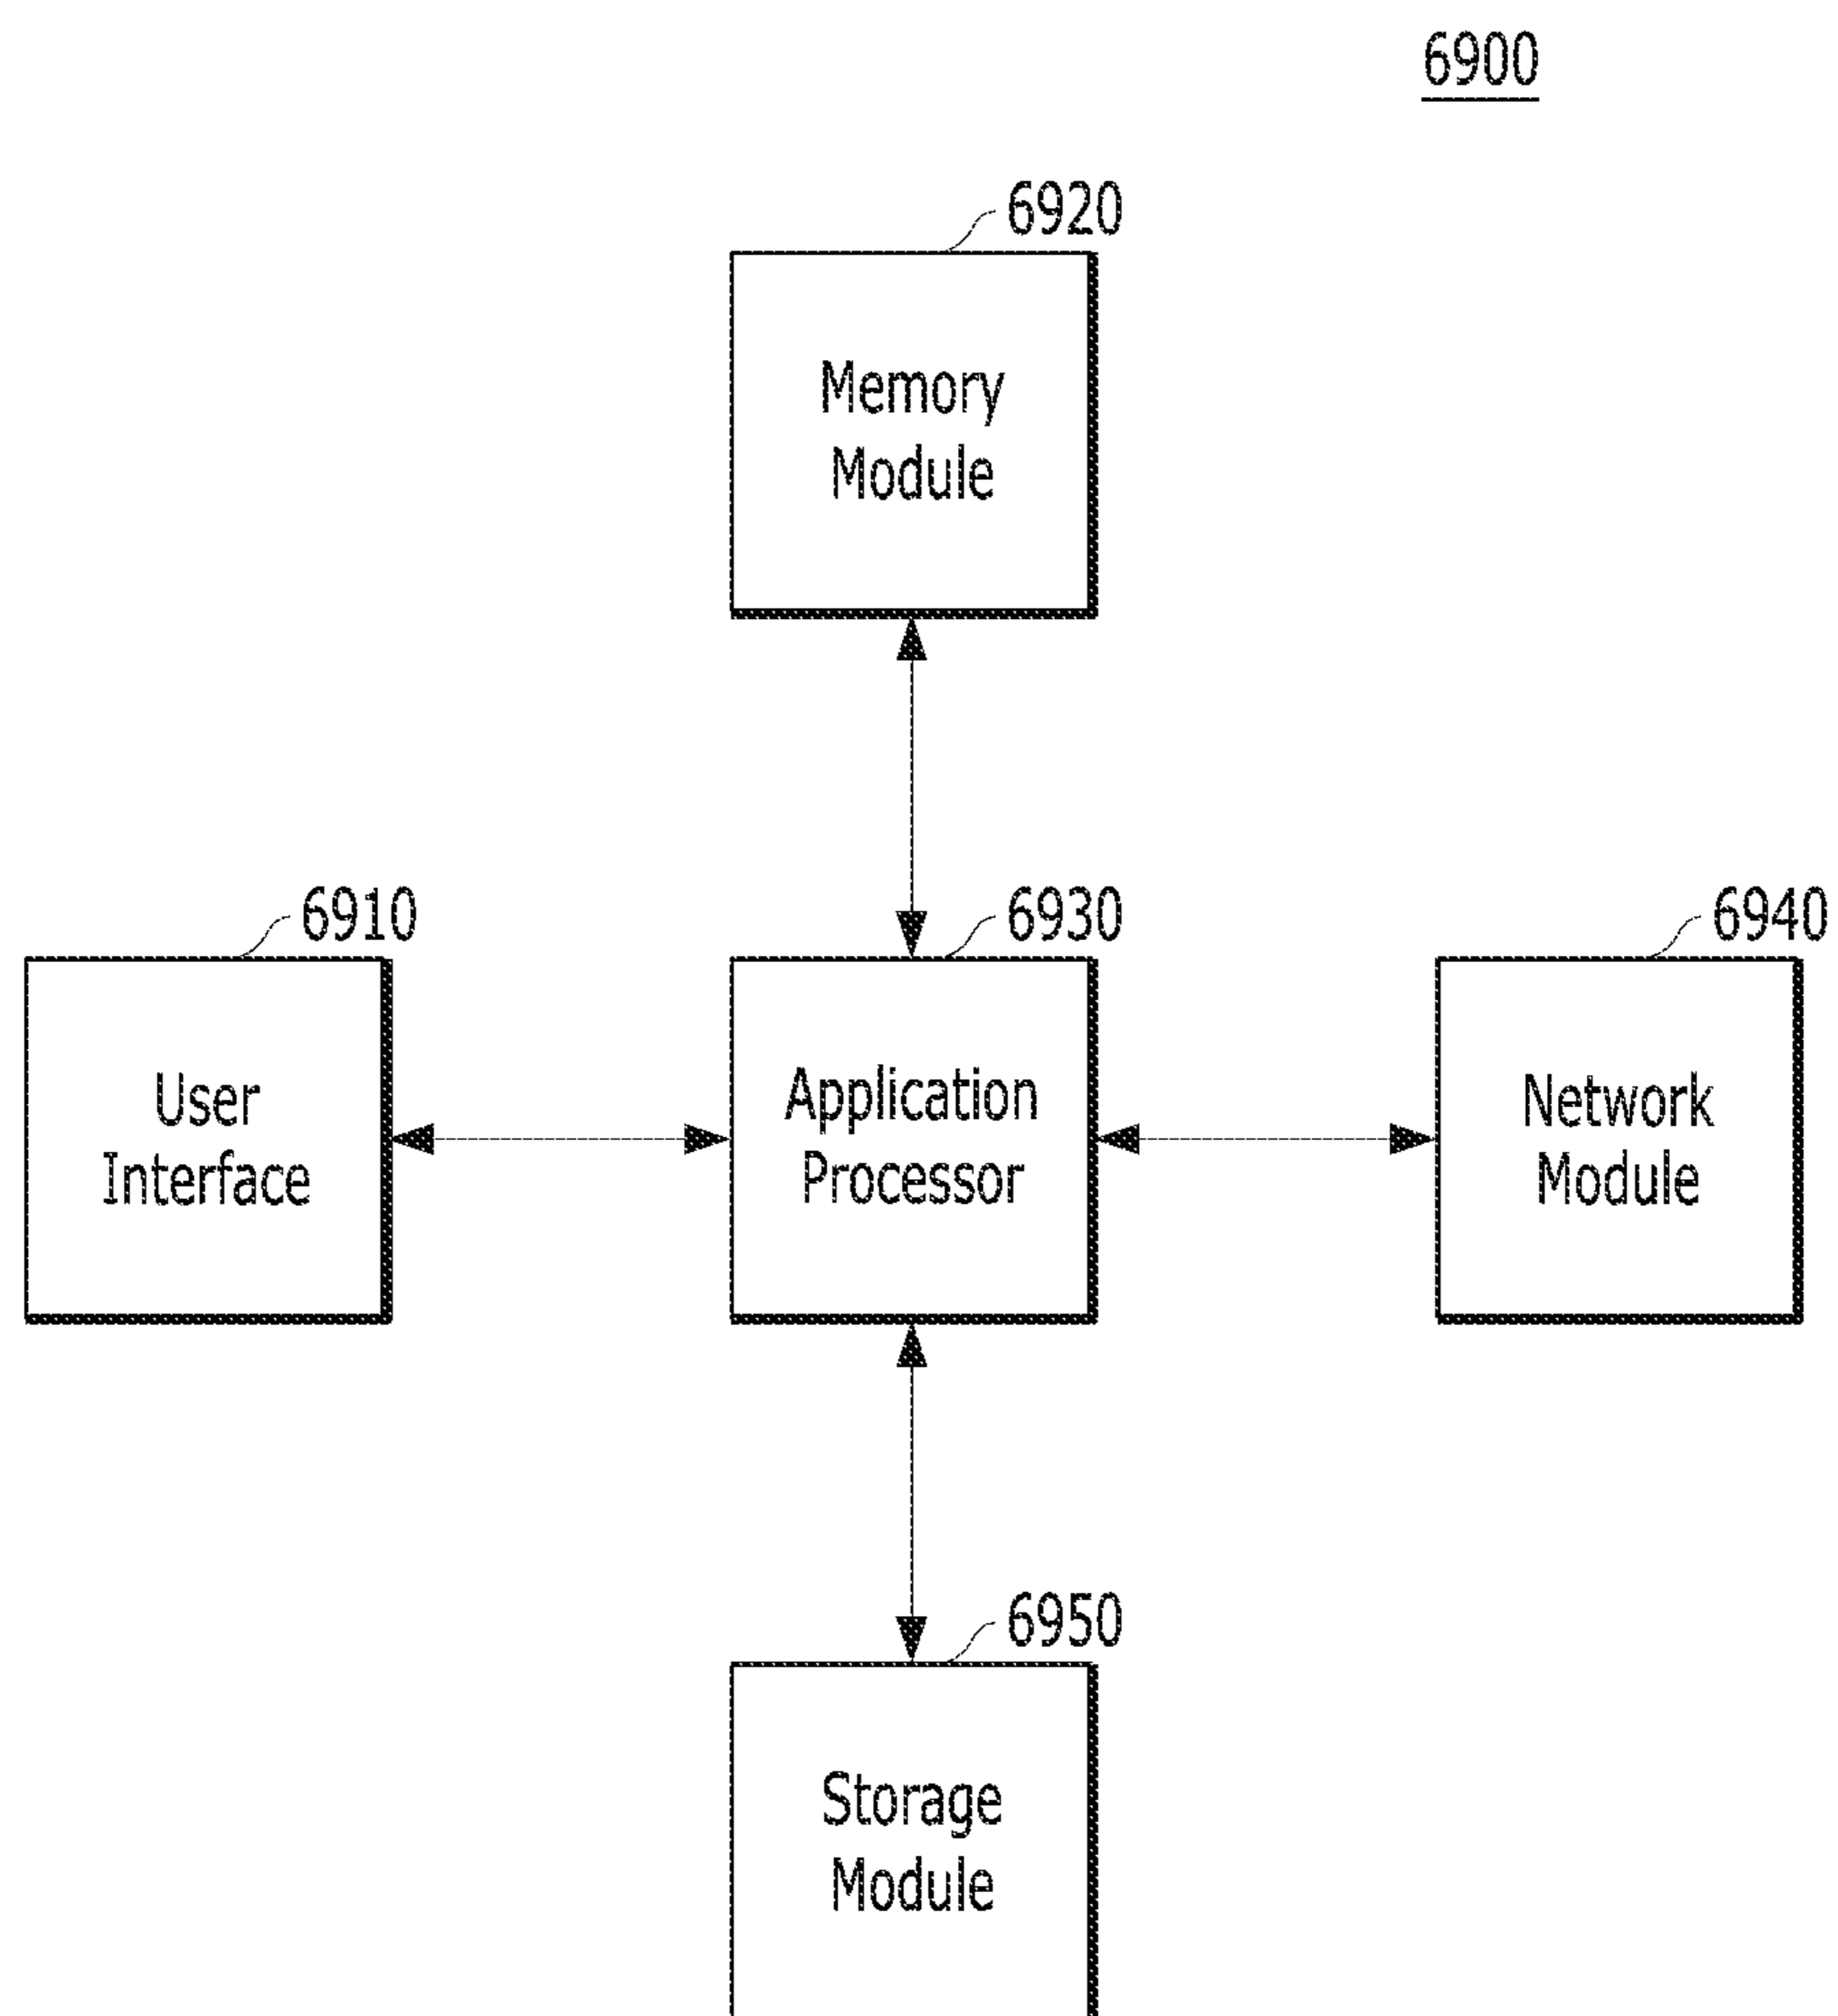 6900
6920
Memory
Module
6910
6930
6940
User
Interface
Application
Processor
Network
Module
6950
Storage
Module